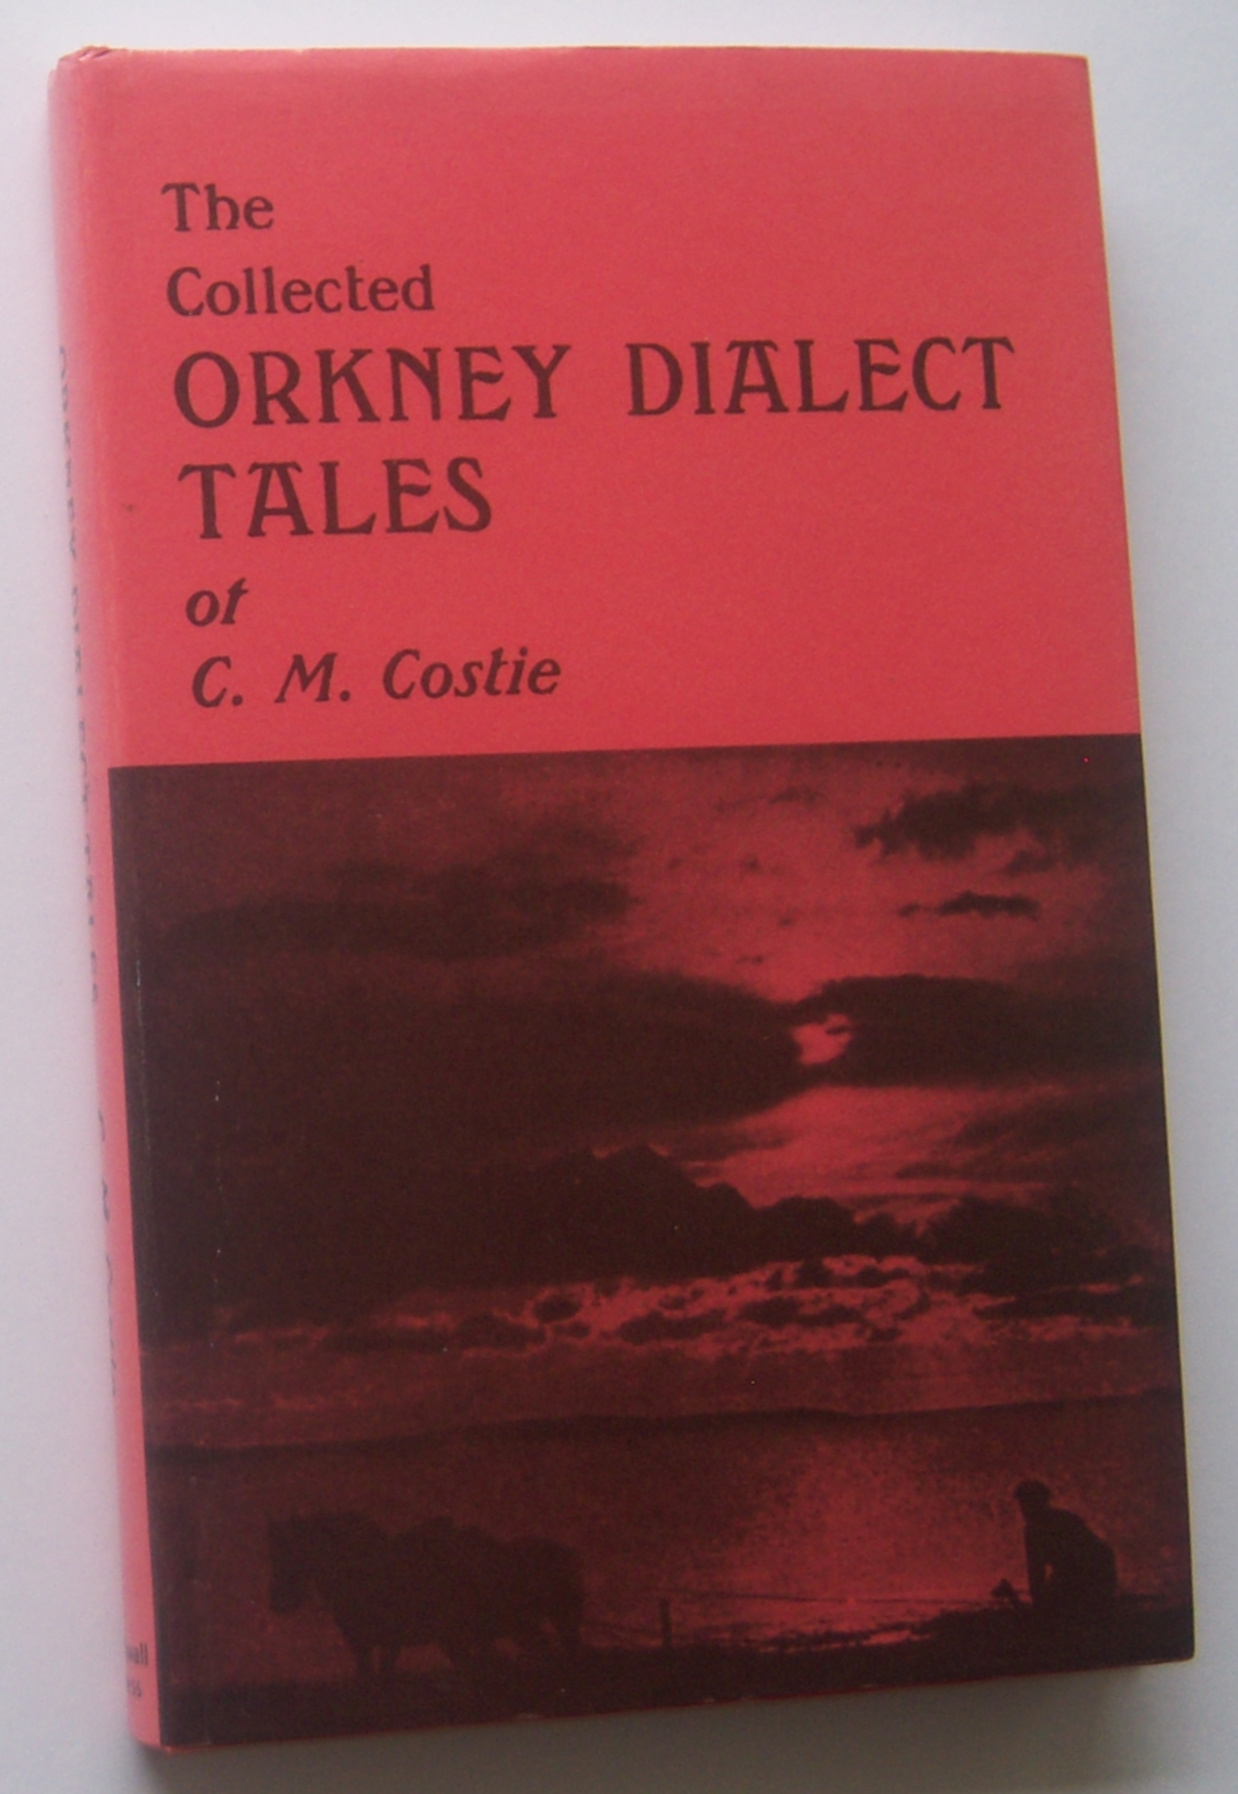 The
Collected
ORKNEY DIALECT
TALES
of
C. M. Costie